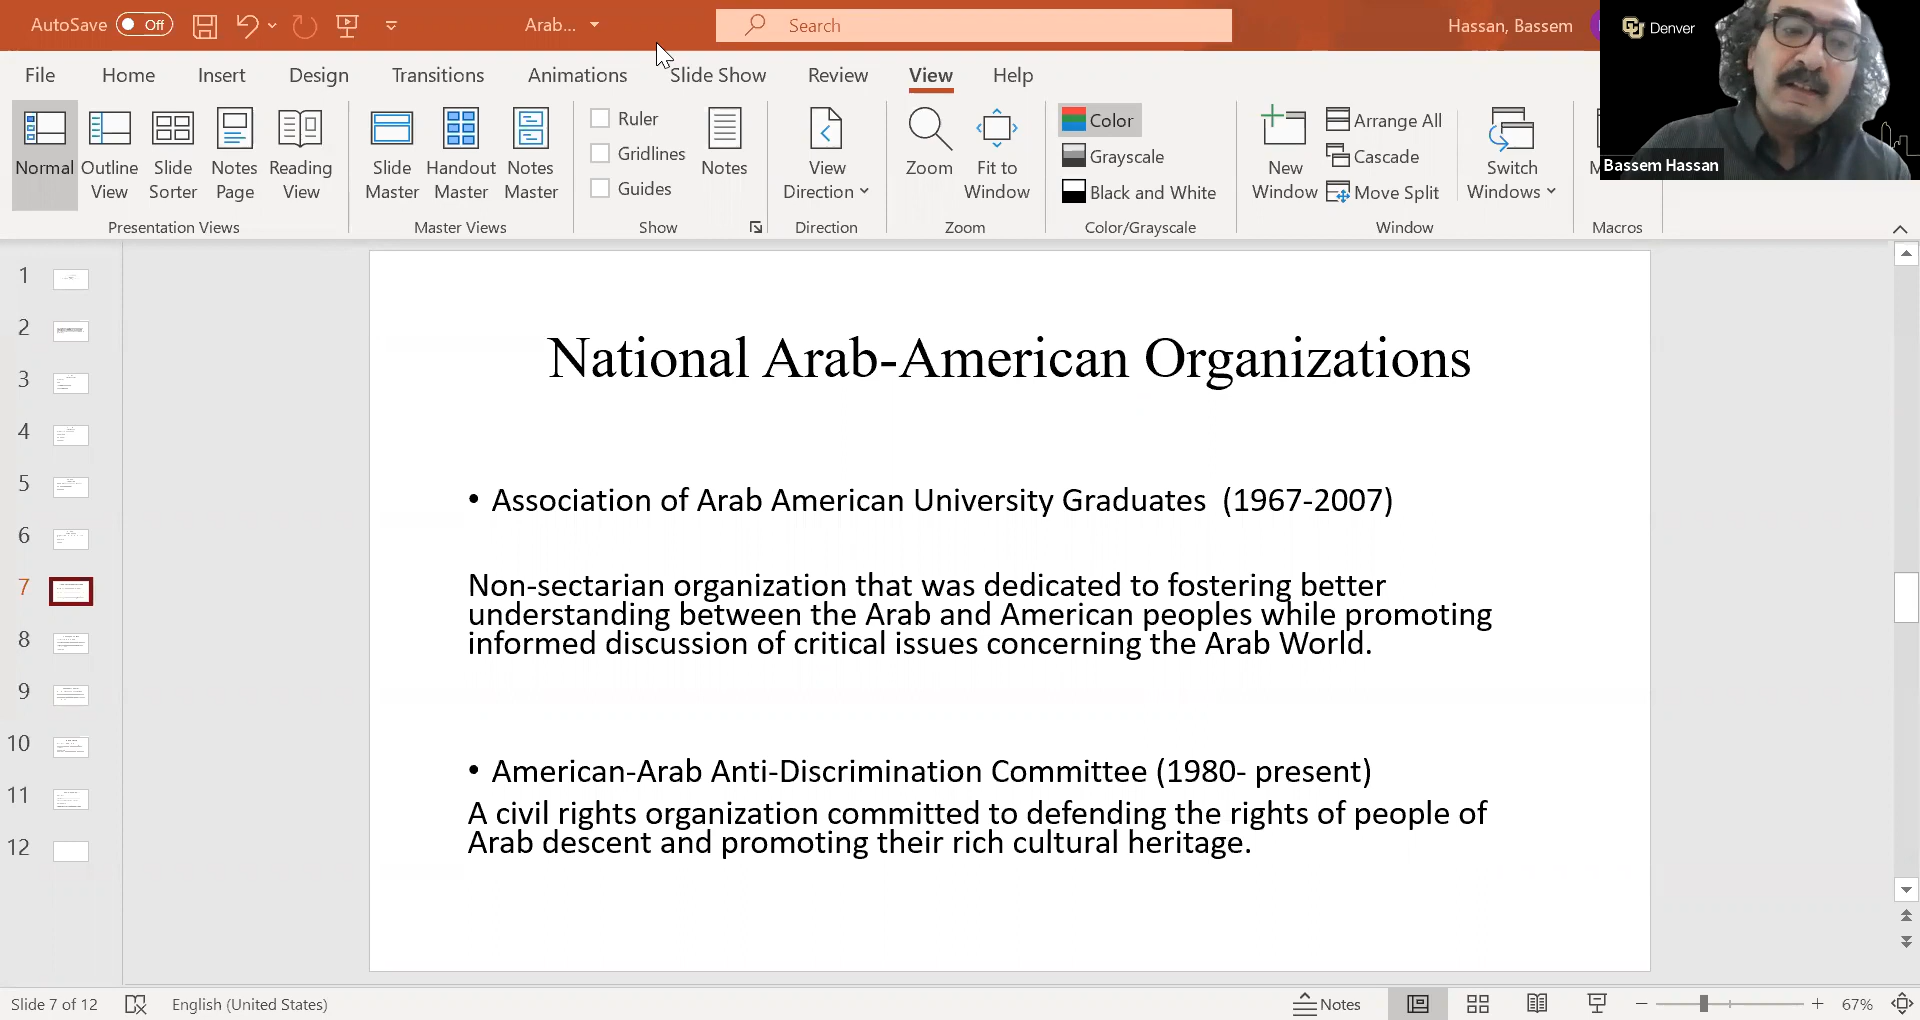 AutoSave Off Arab... Search Hassan, Bassem
Denver
File Home Insert Design Transitions Animations Slide Show Review View Help
Normal
Outline View
Slide Sorter
Notes Page
Reading View
Presentation Views
Slide Master
Handout Master
Notes Master
Master Views
Ruler
Gridlines
Guides
Notes
Show
View Direction
Direction
Zoom
Fit to Window
Zoom
Color
Grayscale
Black and White
Color/Grayscale
New Window
Arrange All
Cascade
Move Split
Switch Windows
Window
Macros
Bassem Hassan
1
2
3
4
5
6
7
8
9
10
11
12
National Arab-American Organizations
• Association of Arab American University Graduates (1967-2007)
Non-sectarian organization that was dedicated to fostering better
understanding between the Arab and American peoples while promoting
informed discussion of critical issues concerning the Arab World.
• American-Arab Anti-Discrimination Committee (1980- present)
A civil rights organization committed to defending the rights of people of
Arab descent and promoting their rich cultural heritage.
Slide 7 of 12 English (United States) Notes 67%